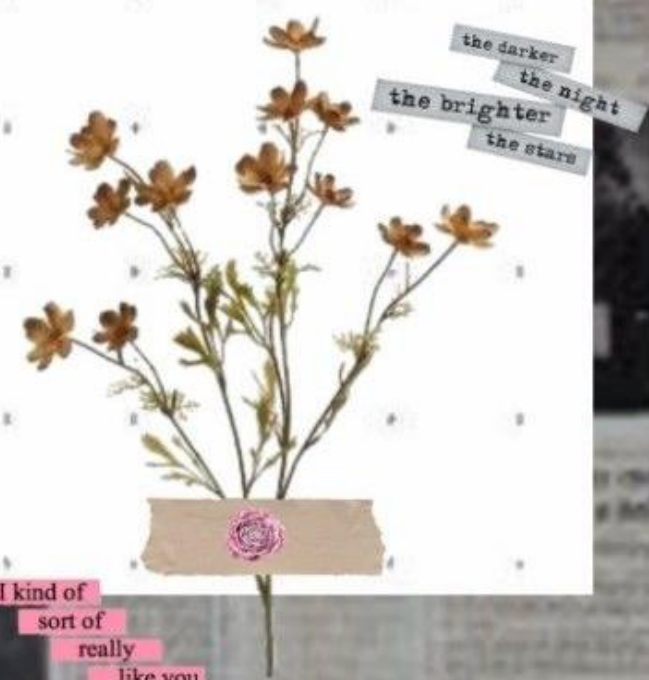 the darker
the night
the brighter
the stars
I kind of
sort of
really
like you